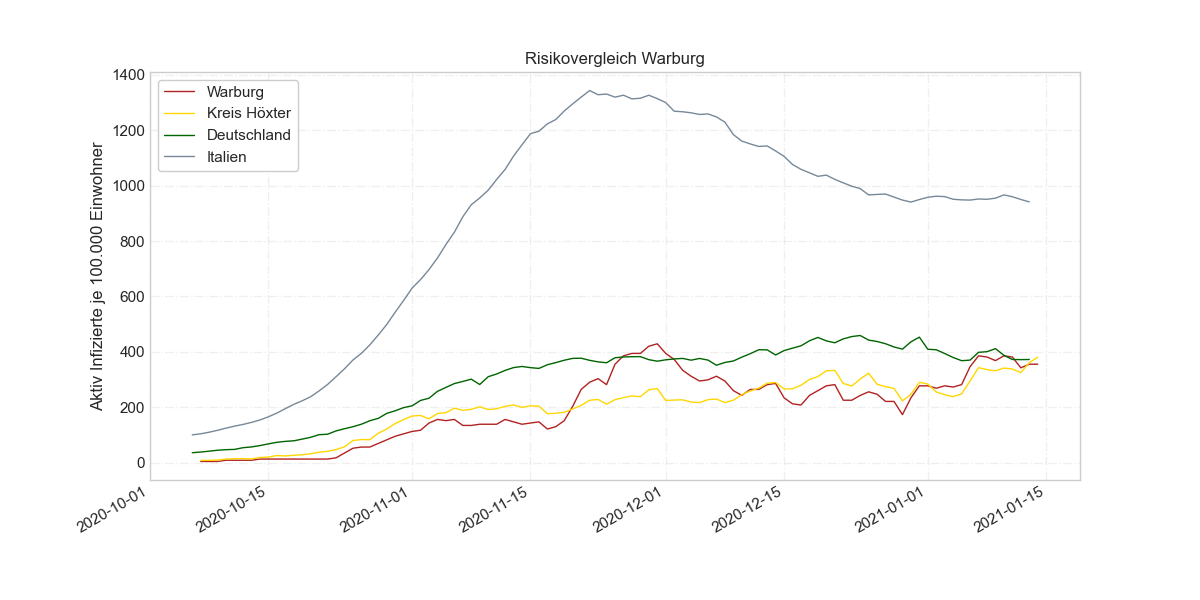 Risikovergleich Warburg
Aktiv Infizierte je 100.000 Einwohner
1400
1200
1000
800
600
400
200
0
Warburg
Kreis Höxter
Deutschland
Italien
2020-10-01
2020-10-15
2020-11-01
2020-11-15
2020-12-01
2020-12-15
2021-01-01
2021-01-15